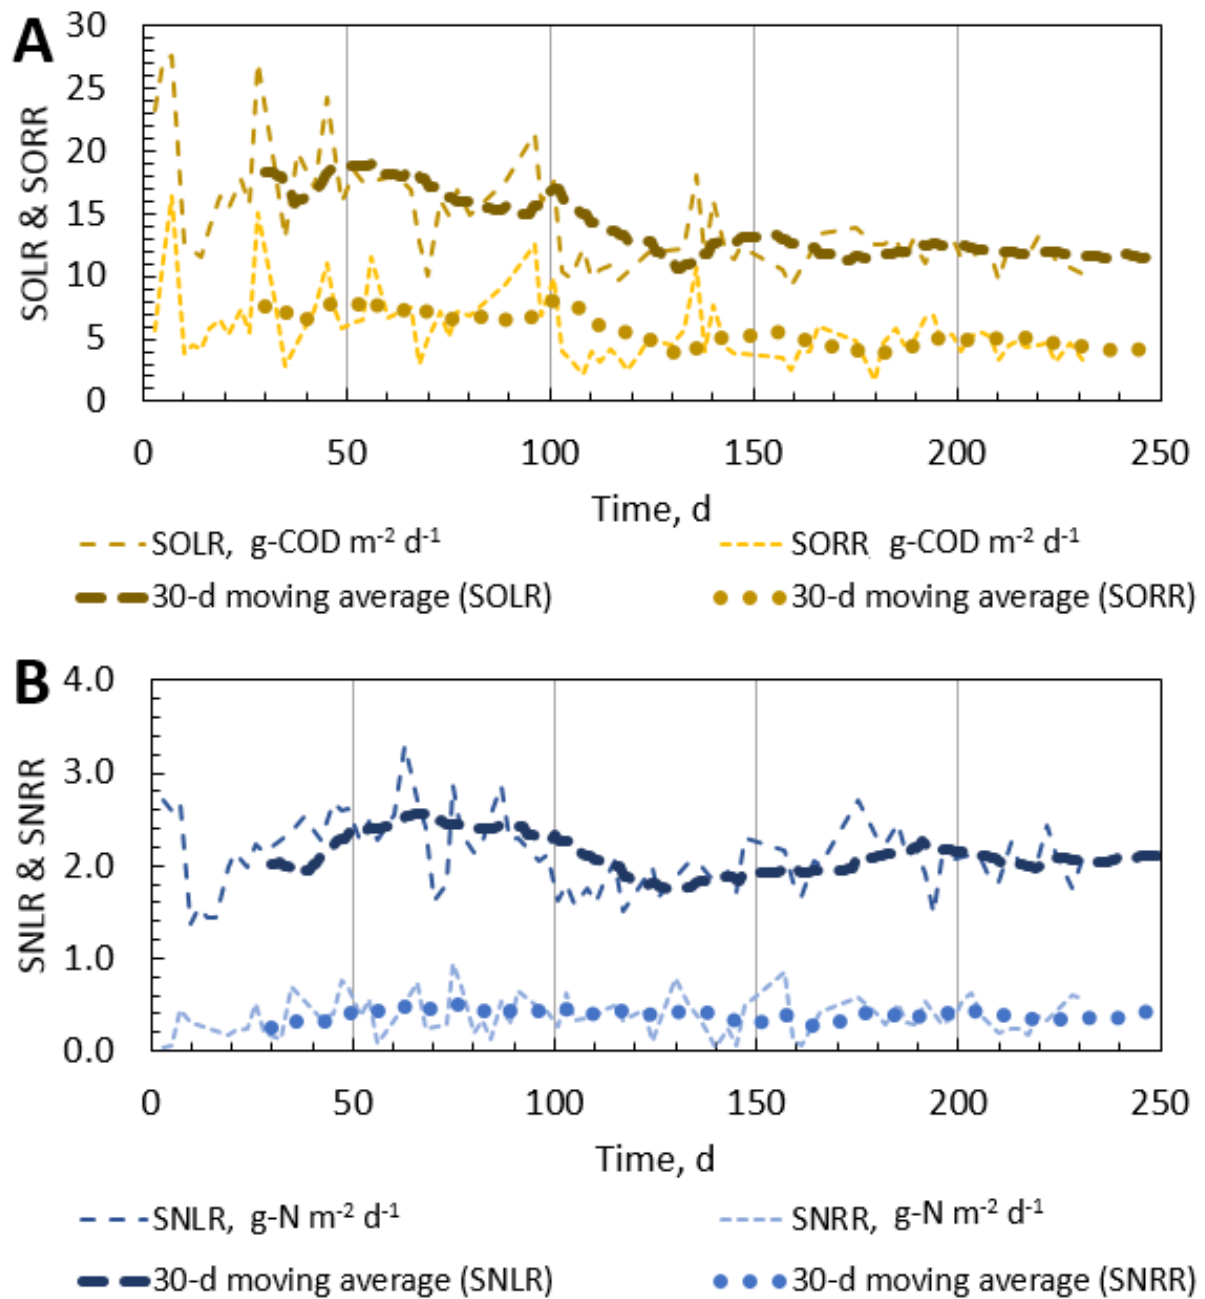 A
30
25
20
15
10
5
0
SOLR & SORR
0 50 100 150 200 250
Time, d
SOLR, g-COD m⁻² d⁻¹ SORR g-COD m⁻² d⁻¹
30-d moving average (SOLR) 30-d moving average (SORR)
B
4.0
3.0
2.0
1.0
0.0
SNLR & SNRR
0 50 100 150 200 250
Time, d
SNLR, g-N m⁻² d⁻¹ SNRR, g-N m⁻² d⁻¹
30-d moving average (SNLR) 30-d moving average (SNRR)